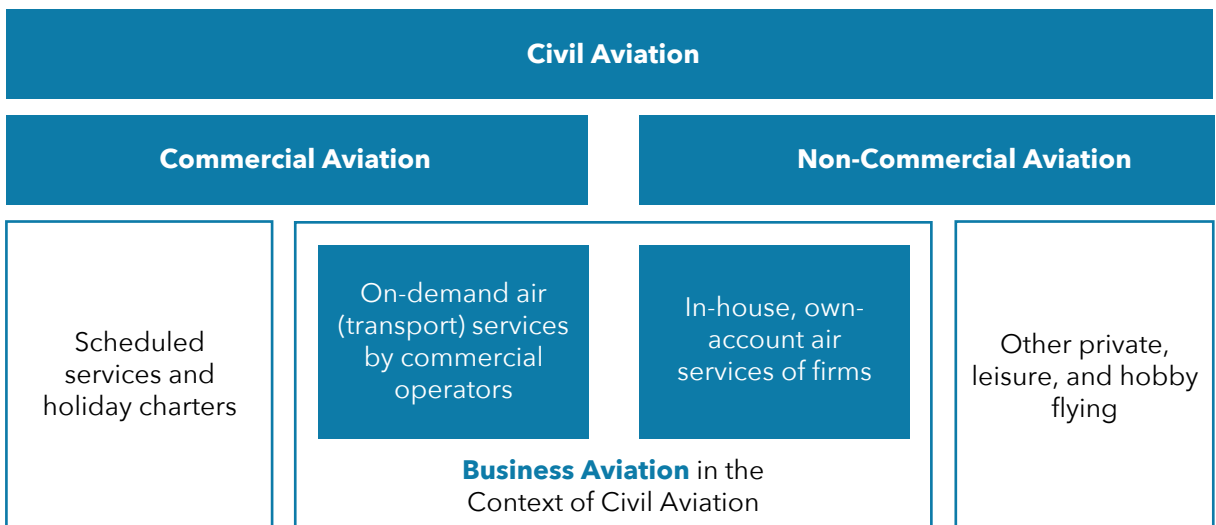 Civil Aviation
Commercial Aviation
Non-Commercial Aviation
Scheduled
services and
holiday charters
On-demand air
(transport) services
by commercial
operators
In-house, own-
account air
services of firms
Other private,
leisure, and hobby
flying
Business Aviation in the
Context of Civil Aviation